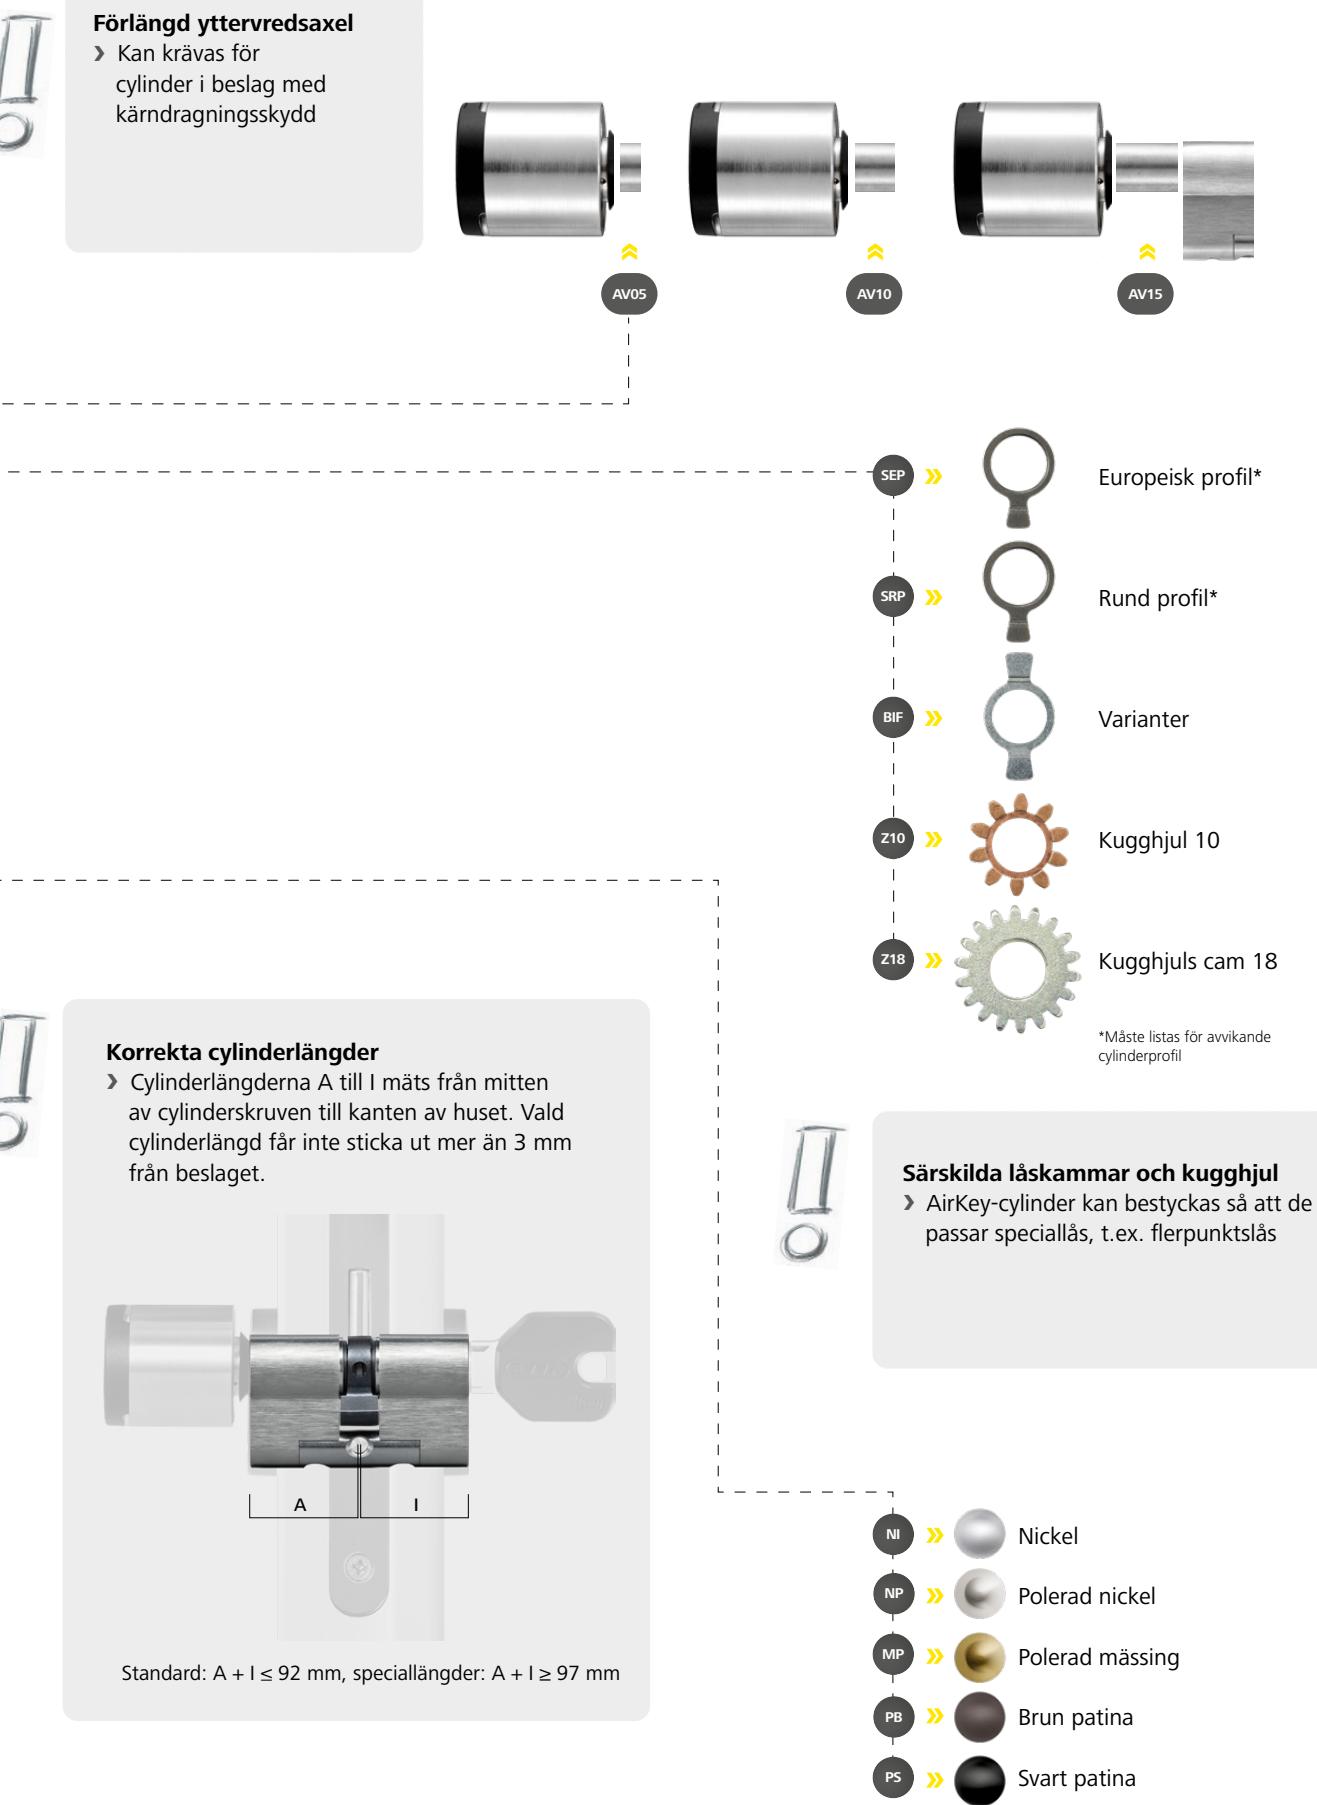 Förlängd yttervredsaxel
› Kan krävas för
cylinder i beslag med
kärndragningsskydd
AV05
AV10
AV15
SEP » Europeisk profil*
SRP » Rund profil*
BIF » Varianter
Z10 » Kugghjul 10
Z18 » Kugghjuls cam 18
*Måste listas för avvikande
cylinderprofil
Korrekta cylinderlängder
› Cylinderlängderna A till I mäts från mitten
av cylinderskruven till kanten av huset. Vald
cylinderlängd får inte sticka ut mer än 3 mm
från beslaget.
A
I
Standard: A + I ≤ 92 mm, speciallängder: A + I ≥ 97 mm
Särskilda låskammar och kugghjul
› AirKey-cylinder kan bestyckas så att de
passar speciallås, t.ex. flerpunktslås
NI » Nickel
NP » Polerad nickel
MP » Polerad mässing
PB » Brun patina
PS » Svart patina